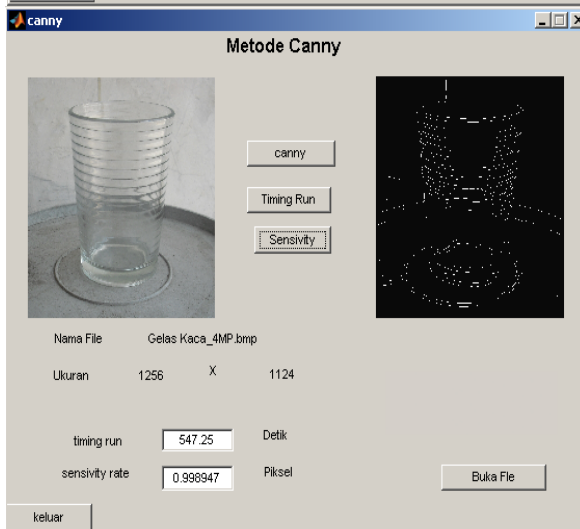 canny
Metode Canny
canny
Timing Run
Sensivity
Nama File Gelas Kaca_4MP.bmp
Ukuran 1256 X 1124
timing run 547.25 Detik
sensivity rate 0.998947 Piksel
Buka Fle
keluar